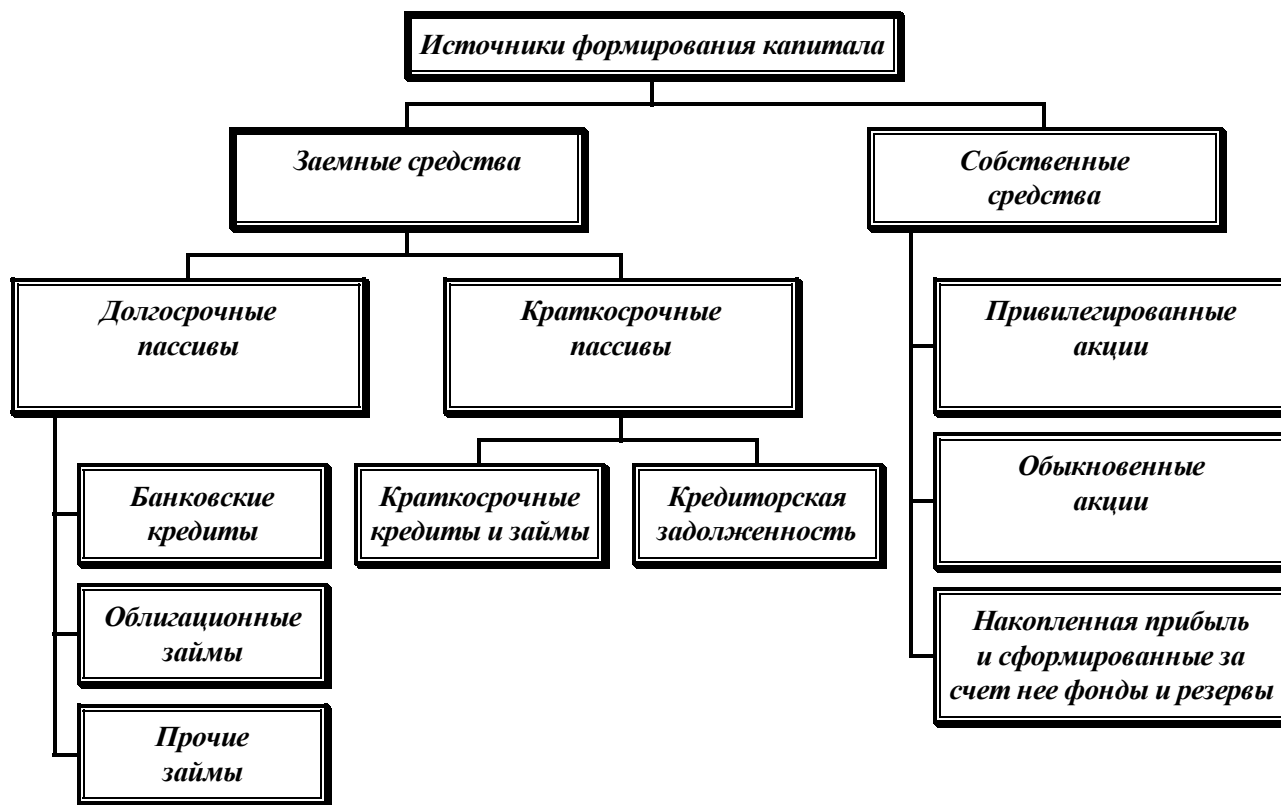 Источники формирования капитала
Заемные средства
Собственные
средства
Долгосрочные
пассивы
Краткосрочные
пассивы
Привилегированные
акции
Банковские
кредиты
Краткосрочные
кредиты и займы
Кредиторская
задолженность
Обыкновенные
акции
Облигационные
займы
Накопленная прибыль
и сформированные за
счет нее фонды и резервы
Прочие
займы